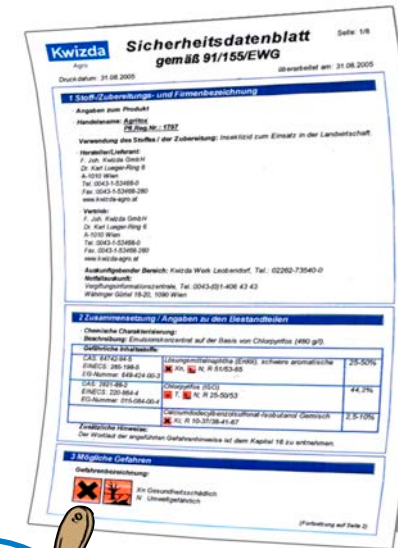 Kwizda
Agro
Sicherheitsdatenblatt
gemäß 91/155/EWG
Seite: 1/8
Druckdatum: 31.08.2005
überarbeitet am: 31.08.2005
1 Stoff-/Zubereitungs- und Firmenbezeichnung
· Angaben zum Produkt
· Handelsname: Agritox
Pfl.Reg.Nr.: 1797
Verwendung des Stoffes / der Zubereitung: Insektizid zum Einsatz in der Landwirtschaft
· Hersteller/Lieferant:
F. Joh. Kwizda GmbH
Dr. Karl Lueger-Ring 6
A-1010 Wien
Tel.:0043-1-53468-0
Fax.:0043-1-53468-280
www.kwizda-agro.at
· Vertrieb:
F. Joh. Kwizda GmbH
Dr. Karl Lueger-Ring 6
A-1010 Wien
Tel.:0043-1-53468-0
Fax.:0043-1-53468-280
www.kwizda-agro.at
Auskunftgebender Bereich: Kwizda Werk Leobendorf, Tel.: 02262-73540-0
Notfallauskunft:
Vergiftungsinformationszentrale, Tel.:0043-(0)1-406 43 43
Währinger Gürtel 18-20, 1090 Wien
2 Zusammensetzung / Angaben zu den Bestandteilen
· Chemische Charakterisierung:
Beschreibung: Emulsionskonzentrat auf der Basis von Chlorpyrifos (480 g/l).
· Gefährliche Inhaltsstoffe:
CAS: 64742-94-5
EINECS: 265-198-5
EG-Nummer: 649-424-00-3
Lösungsmittelnaphtha (Erdöl), schwere aromatische
Xn, N; R 51/53-65
25-50%
CAS: 2921-88-2
EINECS: 220-864-4
EG-Nummer: 015-084-00-4
Chlorpyrifos (ISO)
T, N; R 25-50/53
44,2%
Calciumdodecylbenzolsulfonat-Isobutanol Gemisch
Xi; R 10-37/38-41-67
2,5-10%
Zusätzliche Hinweise:
Der Wortlaut der angeführten Gefahrenhinweise ist dem Kapitel 16 zu entnehmen.
3 Mögliche Gefahren
Gefahrenbezeichnung:
Xn Gesundheitsschädlich
N Umweltgefährlich
(Fortsetzung auf Seite 2)